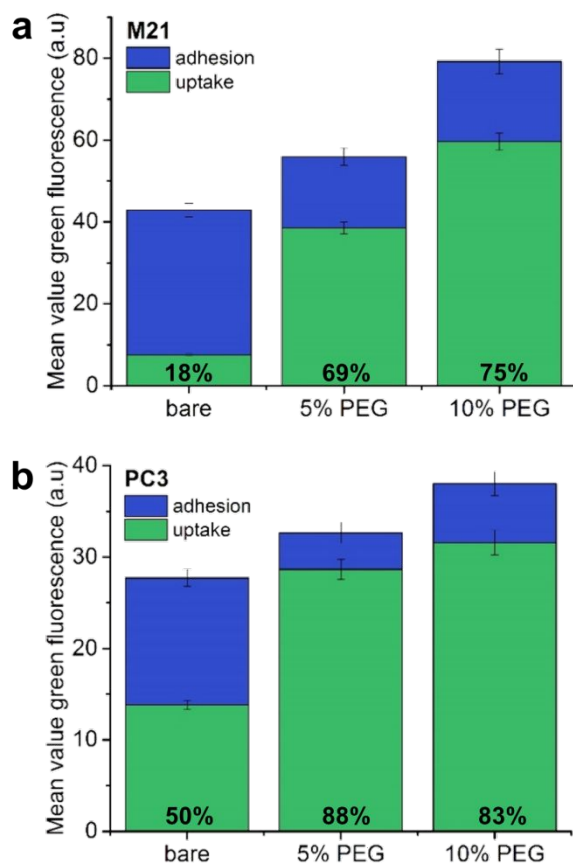 a
M21
adhesion
uptake
Mean value green fluorescence (a.u)
80
60
40
20
0
18%
69%
75%
bare
5% PEG
10% PEG
b
PC3
adhesion
uptake
Mean value green fluorescence (a.u)
40
30
20
10
0
50%
88%
83%
bare
5% PEG
10% PEG